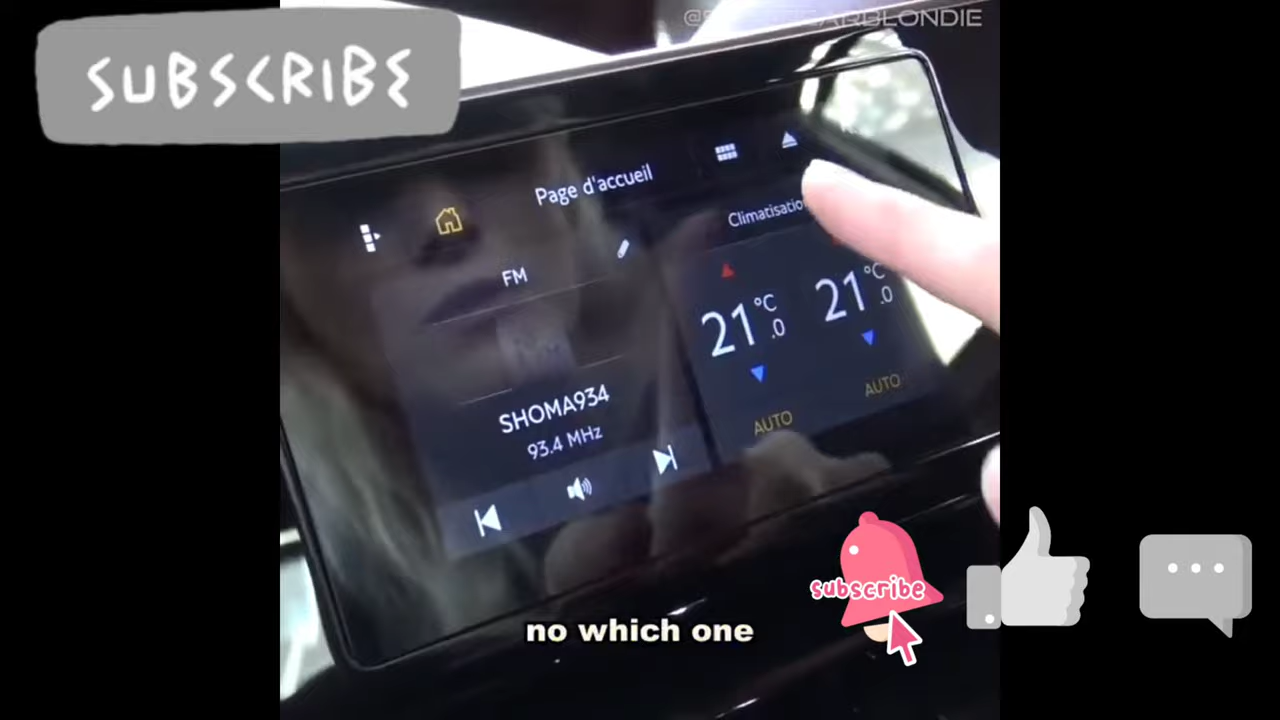 SUBSCRIBE
Page d'accueil
Climatisation
FM
21 °C .0
21 °C .0
SHOMA934
93.4 MHz
AUTO
AUTO
subscribe
no which one